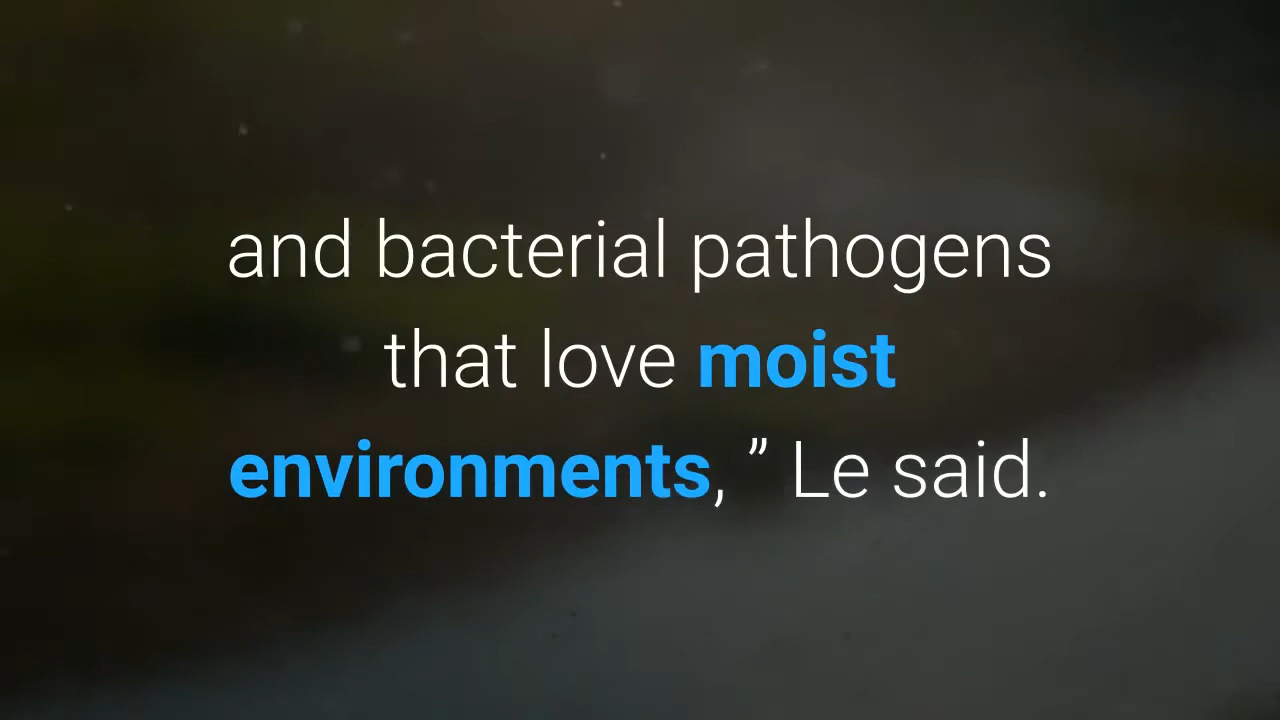 and bacterial pathogens
that love moist
environments, ” Le said.